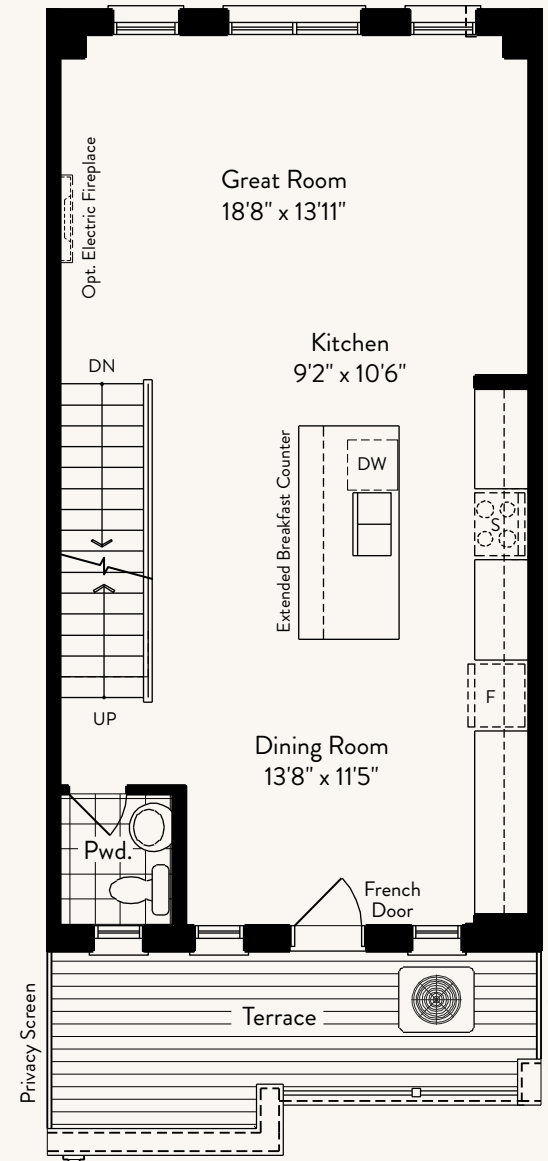 Great Room
18'8" x 13'11"
Opt. Electric Fireplace
Kitchen
9'2" x 10'6"
DN
Extended Breakfast Counter
DW
S
F
UP
Dining Room
13'8" x 11'5"
Pwd.
French
Door
Terrace
Privacy Screen